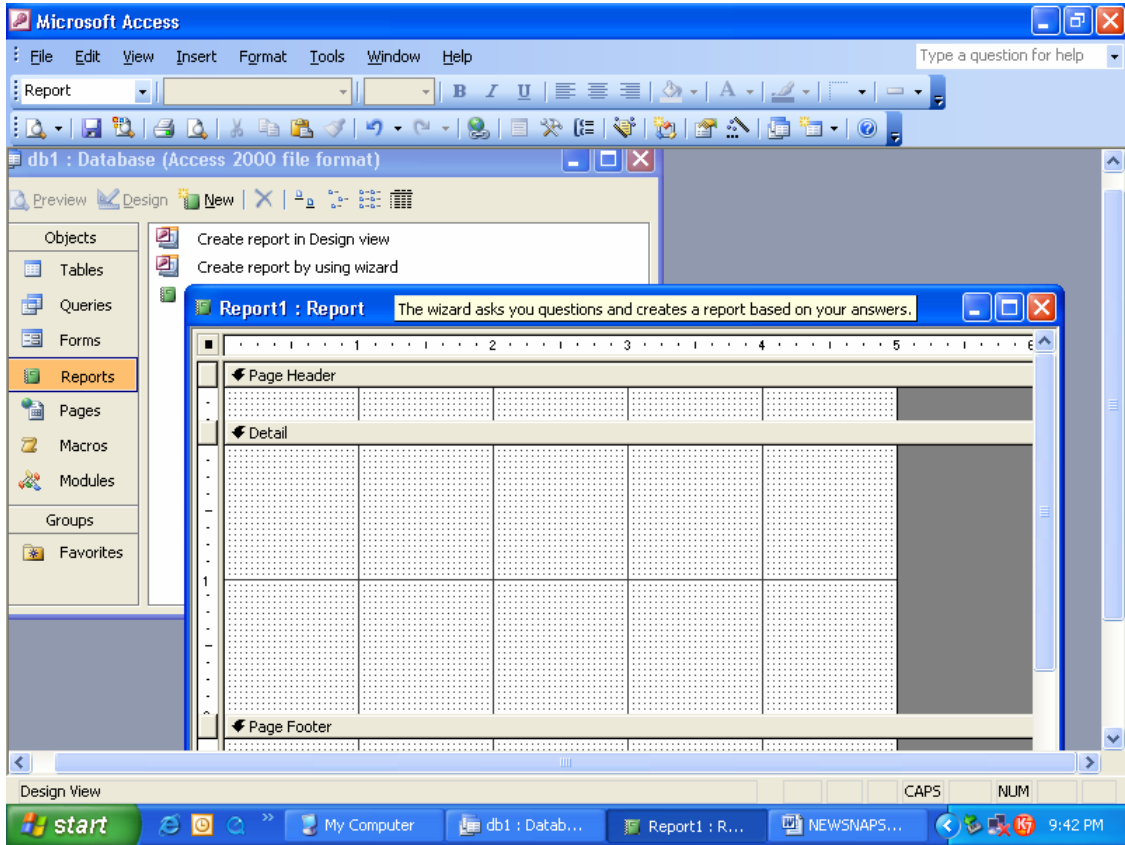 Microsoft Access
File Edit View Insert Format Tools Window Help Type a question for help
Report B I U A
db1 : Database (Access 2000 file format)
Preview Design New
Objects
Tables
Queries
Forms
Reports
Pages
Macros
Modules
Groups
Favorites
Create report in Design view
Create report by using wizard
Report1 : Report The wizard asks you questions and creates a report based on your answers.
1 2 3 4 5 6
Page Header
Detail
1
Page Footer
Design View CAPS NUM
start My Computer db1 : Datab... Report1 : R... NEWSNAPS... K7 9:42 PM